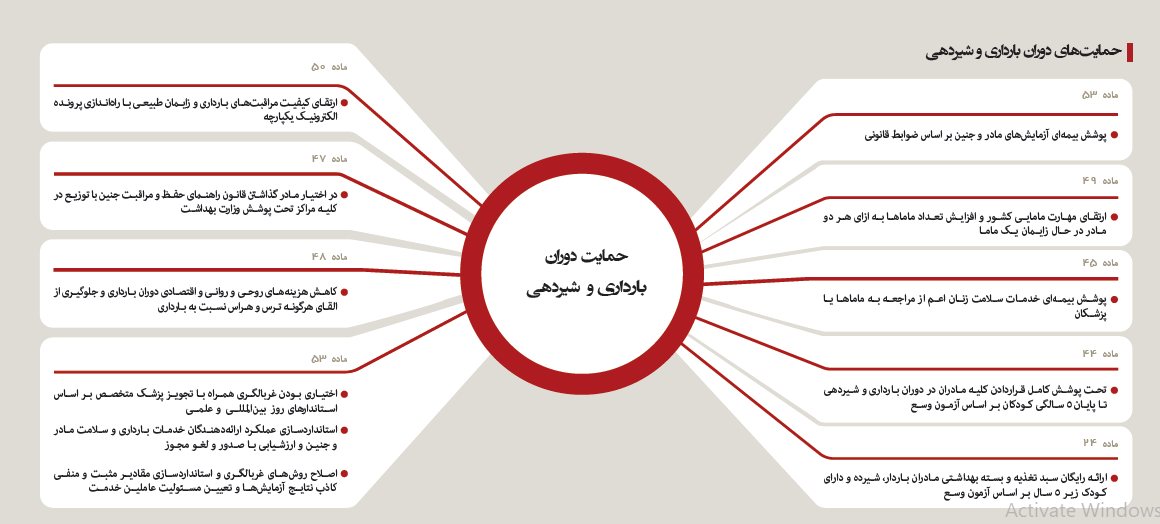 حمایت‌های دوران بارداری و شیردهی
ماده ۵۳
پوشش بیمه‌ای آزمایش‌های مادر و جنین بر اساس ضوابط قانونی
ماده ۴۹
ارتقای مهارت مامایی کشور و افزایش تعداد ماماها به ازای هر دو
مادر در حال زایمان یک ماما
ماده ۴۵
پوشش بیمه‌ای خدمات سلامت زنان اعم از مراجعه به ماماها یا
پزشکان
ماده ۴۴
تحت پوشش کامل قراردادن کلیه مادران در دوران بارداری و شیردهی
تا پایان ۵ سالگی کودکان بر اساس آزمون وسع
ماده ۲۴
ارائه رایگان سبد تغذیه و بسته بهداشتی مادران باردار، شیرده و دارای
کودک زیر ۵ سال بر اساس آزمون وسع
حمایت دوران
بارداری و شیردهی
ماده ۵۰
ارتقای کیفیت مراقبت‌های بارداری و زایمان طبیعی با راه‌اندازی پرونده
الکترونیک یکپارچه
ماده ۴۷
در اختیار مادر گذاشتن قانون راهنمای حفظ و مراقبت جنین با توزیع در
کلیه مراکز تحت پوشش وزارت بهداشت
ماده ۴۸
کاهش هزینه‌های روحی و روانی و اقتصادی دوران بارداری و جلوگیری از
القای هرگونه ترس و هراس نسبت به بارداری
ماده ۵۳
اختیاری بودن غربالگری همراه با تجویز پزشک متخصص بر اساس
استاندارهای روز بین‌المللی و علمی
استانداردسازی عملکرد ارائه‌دهندگان خدمات بارداری و سلامت مادر
و جنین و ارزشیابی با صدور و لغو مجوز
اصلاح روش‌های غربالگری و استانداردسازی مقادیر مثبت و منفی
کاذب نتایج آزمایش‌ها و تعیین مسئولیت عاملین خدمت
Activate Windows